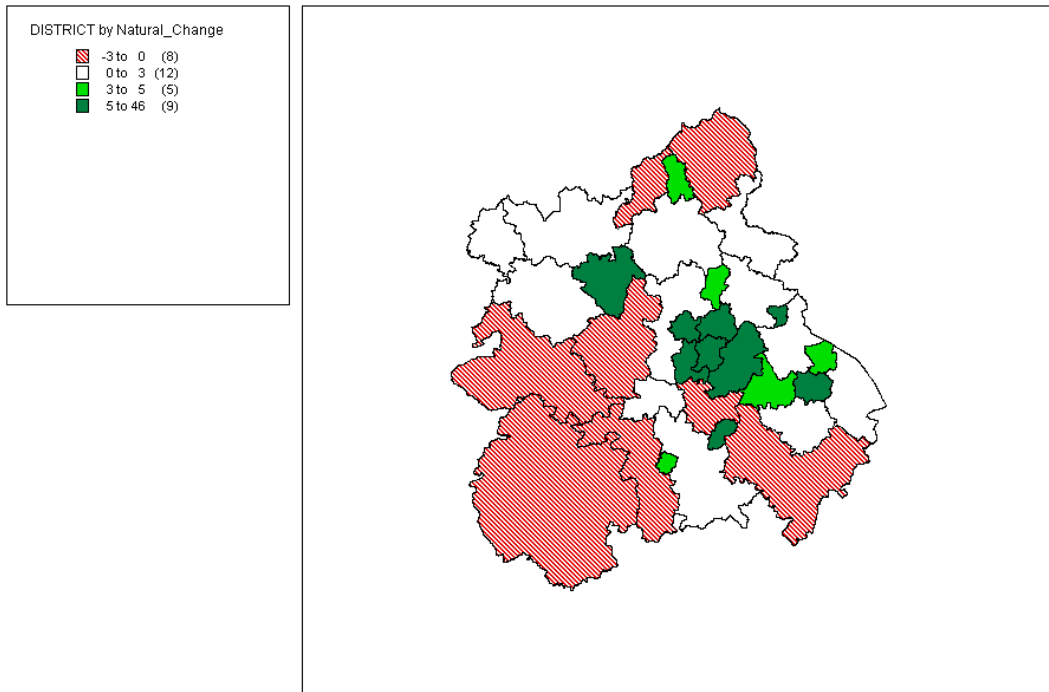 DISTRICT by Natural_Change
-3 to 0 (8)
0 to 3 (12)
3 to 5 (5)
5 to 46 (9)